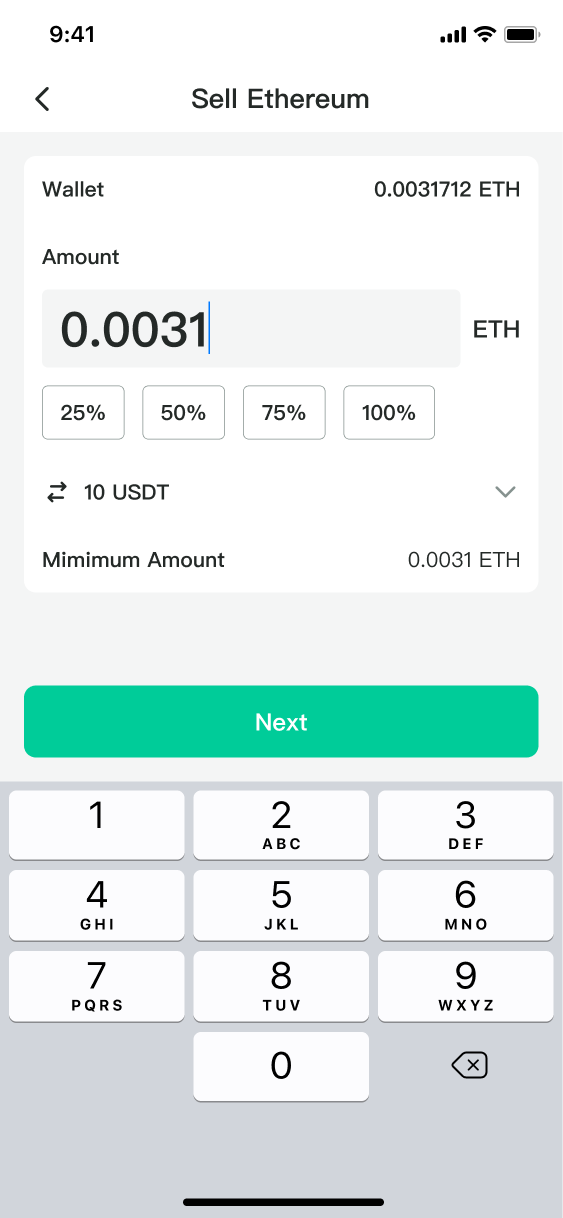 9:41
Sell Ethereum
Wallet 0.0031712 ETH
Amount
0.0031 ETH
25% 50% 75% 100%
10 USDT
Mimimum Amount 0.0031 ETH
Next
1 2 3
ABC DEF
4 5 6
GHI JKL MNO
7 8 9
PQRS TUV WXYZ
0